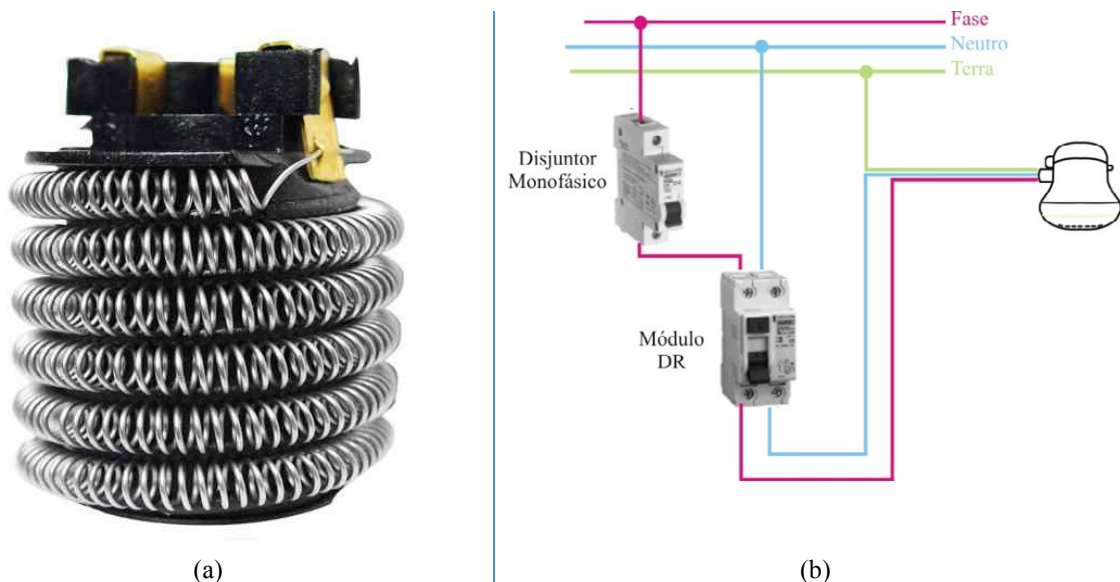 Fase
Neutro
Terra
Disjuntor
Monofásico
Módulo
DR
(a)
(b)